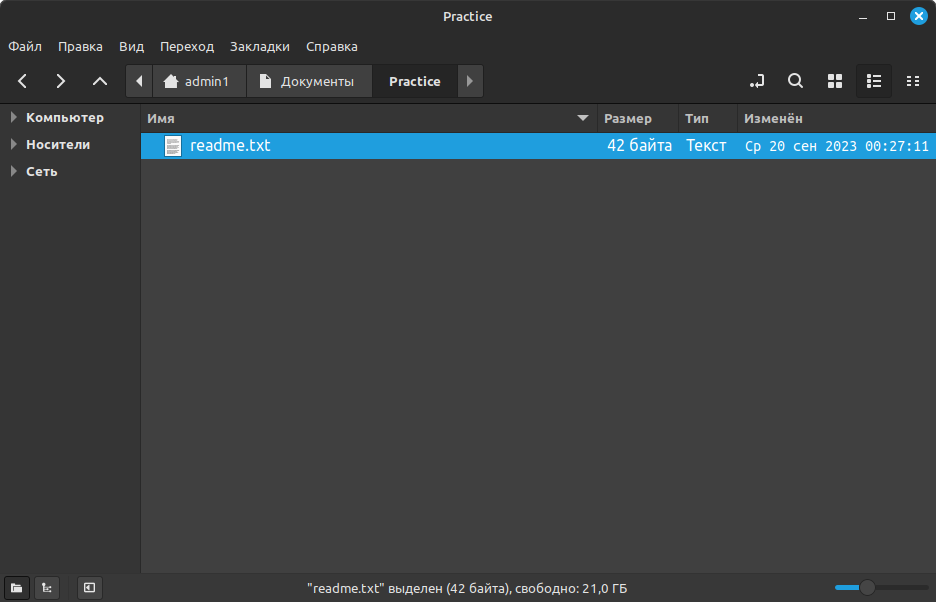 Practice
Файл Правка Вид Переход Закладки Справка
admin1 Документы Practice
Компьютер
Носители
Сеть
Имя Размер Тип Изменён
readme.txt 42 байта Текст Ср 20 сен 2023 00:27:11
"readme.txt" выделен (42 байта), свободно: 21,0 ГБ